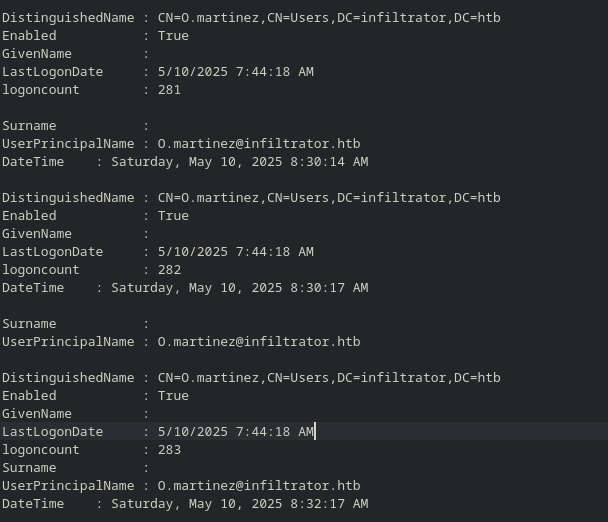 DistinguishedName : CN=O.martinez,CN=Users,DC=infiltrator,DC=htb
Enabled           : True
GivenName         :
LastLogonDate     : 5/10/2025 7:44:18 AM
logoncount        : 281

Surname           :
UserPrincipalName : O.martinez@infiltrator.htb
DateTime    : Saturday, May 10, 2025 8:30:14 AM

DistinguishedName : CN=O.martinez,CN=Users,DC=infiltrator,DC=htb
Enabled           : True
GivenName         :
LastLogonDate     : 5/10/2025 7:44:18 AM
logoncount        : 282
DateTime    : Saturday, May 10, 2025 8:30:17 AM

Surname           :
UserPrincipalName : O.martinez@infiltrator.htb

DistinguishedName : CN=O.martinez,CN=Users,DC=infiltrator,DC=htb
Enabled           : True
GivenName         :
LastLogonDate     : 5/10/2025 7:44:18 AM
logoncount        : 283
Surname           :
UserPrincipalName : O.martinez@infiltrator.htb
DateTime    : Saturday, May 10, 2025 8:32:17 AM